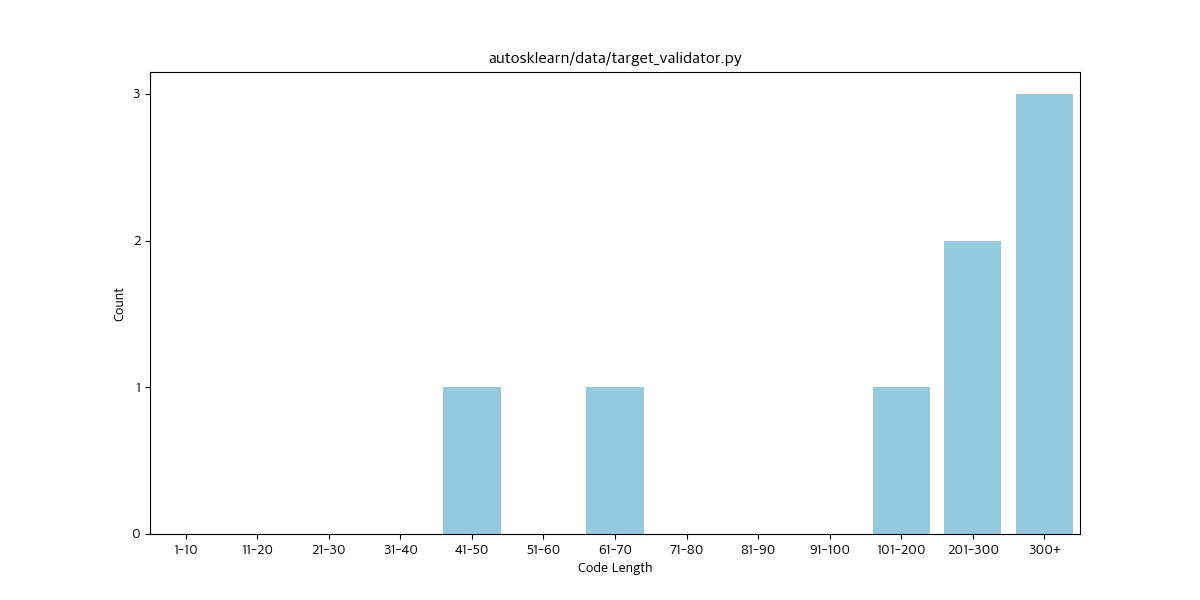 autosklearn/data/target_validator.py
3
2
1
0
Count
1-10 11-20 21-30 31-40 41-50 51-60 61-70 71-80 81-90 91-100 101-200 201-300 300+
Code Length